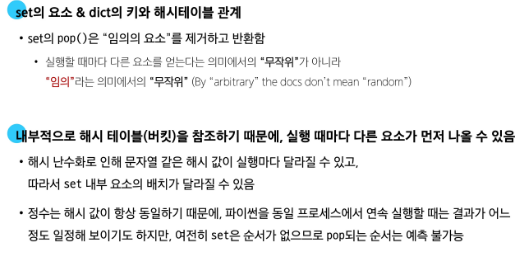 set의 요소 & dict의 키와 해시테이블 관계
• set의 pop()은 “임의의 요소"를 제거하고 반환함
• 실행할 때마다 다른 요소를 얻는다는 의미에서의 “무작위"가 아니라
“임의”라는 의미에서의 “무작위” (By “arbitrary” the docs don’t mean “random”)
내부적으로 해시 테이블(버킷)을 참조하기 때문에, 실행 때마다 다른 요소가 먼저 나올 수 있음
• 해시 난수화로 인해 문자열 같은 해시 값이 실행마다 달라질 수 있고,
따라서 set 내부 요소의 배치가 달라질 수 있음
• 정수는 해시 값이 항상 동일하기 때문에, 파이썬을 동일 프로세스에서 연속 실행할 때는 결과가 어느
정도 일정해 보이기도 하지만, 여전히 set은 순서가 없으므로 pop되는 순서는 예측 불가능